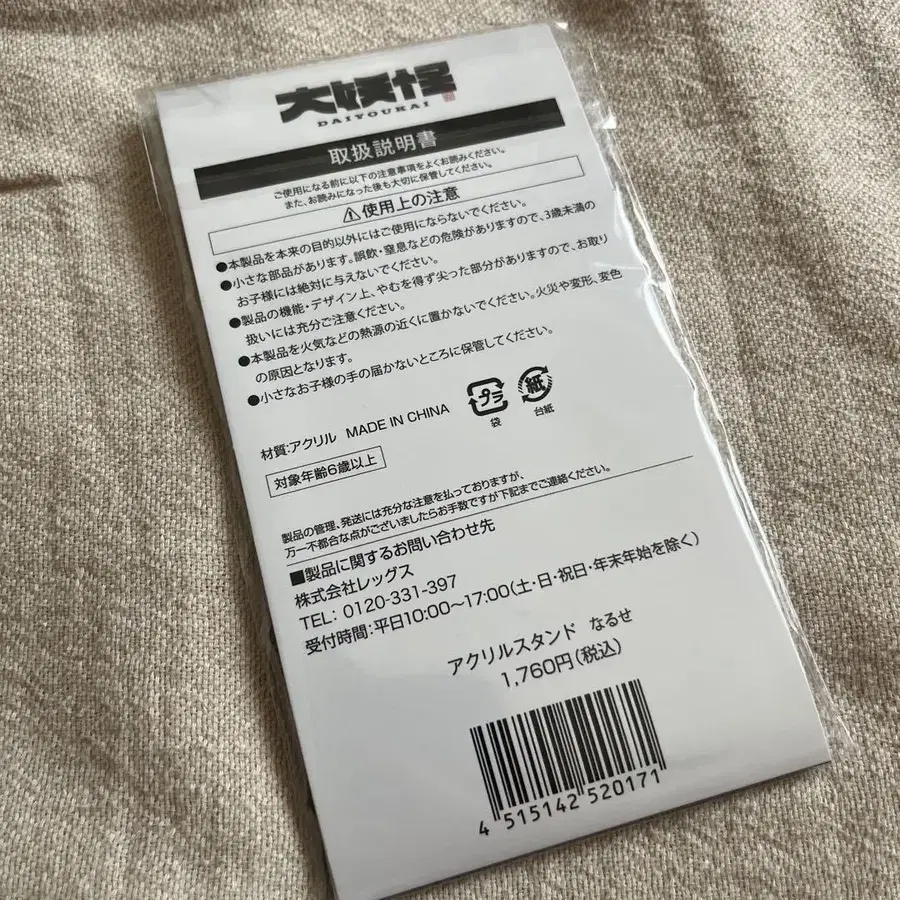 大妖怪
DAIYOUKAI
取扱説明書
ご使用になる前に以下の注意事項をよくお読みください。
また、お読みになった後も大切に保管してください。
⚠使用上の注意
●本製品を本来の目的以外にはご使用にならないでください。
●小さな部品があります。誤飲・窒息などの危険がありますので、3歳未満の
お子様には絶対に与えないでください。
●製品の機能・デザイン上、やむを得ず尖った部分がありますので、お取り
扱いには充分ご注意ください。
●本製品を火気などの熱源の近くに置かないでください。火災や変形、変色
の原因となります。
●小さなお子様の手の届かないところに保管してください。
プラ
袋
紙
台紙
材質:アクリル MADE IN CHINA
対象年齢6歳以上
製品の管理、発送には充分な注意を払っておりますが、
万一不都合な点がございましたらお手数ですが下記までご連絡ください。
■製品に関するお問い合わせ先
株式会社レッグス
TEL: 0120-331-397
受付時間:平日10:00～17:00(土・日・祝日・年末年始を除く)
アクリルスタンド なるせ
1,760円(税込)
4 515142 520171